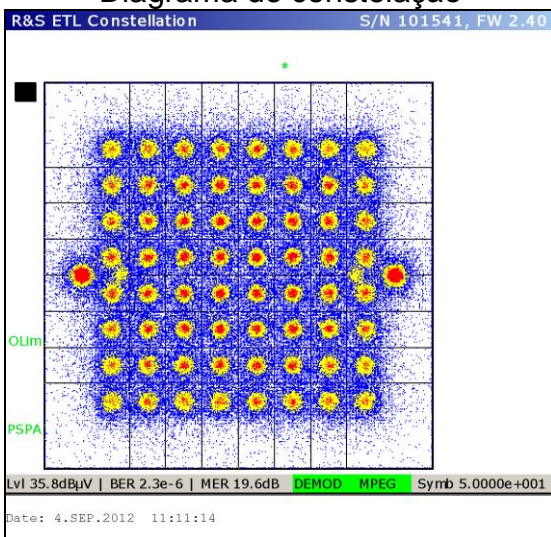 Diagrama de constelação
R&S ETL Constellation S/N 101541, FW 2.40
*
OLim
PSPA
Lvl 35.8dBµV | BER 2.3e-6 | MER 19.6dB DEMOD MPEG Symb 5.0000e+001
Date: 4.SEP.2012 11:11:14